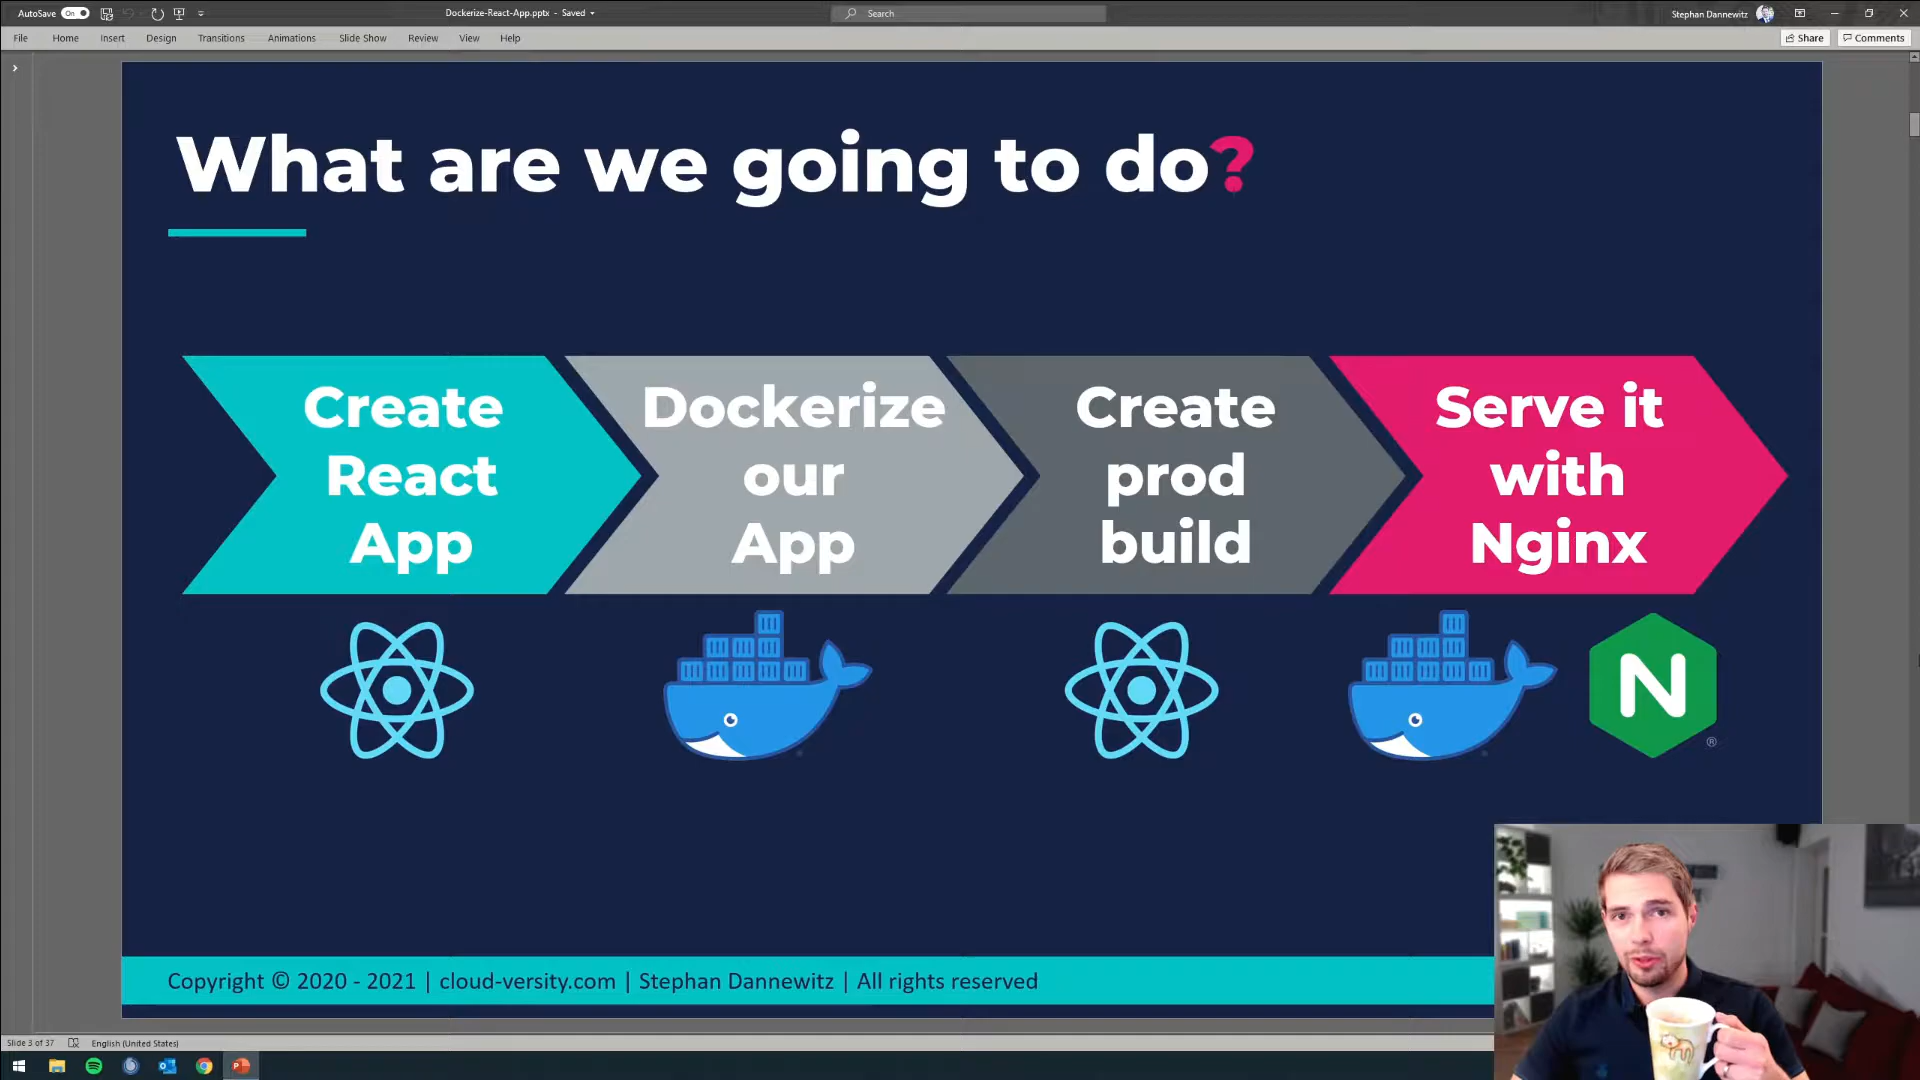 AutoSave On Dockerize-React-App.pptx - Saved Search Stephan Dannewitz
File Home Insert Design Transitions Animations Slide Show Review View Help Share Comments
What are we going to do?
Create
React
App
Dockerize
our
App
Create
prod
build
Serve it
with
Nginx
N
®
Copyright © 2020 - 2021 | cloud-versity.com | Stephan Dannewitz | All rights reserved
Slide 3 of 37 English (United States)